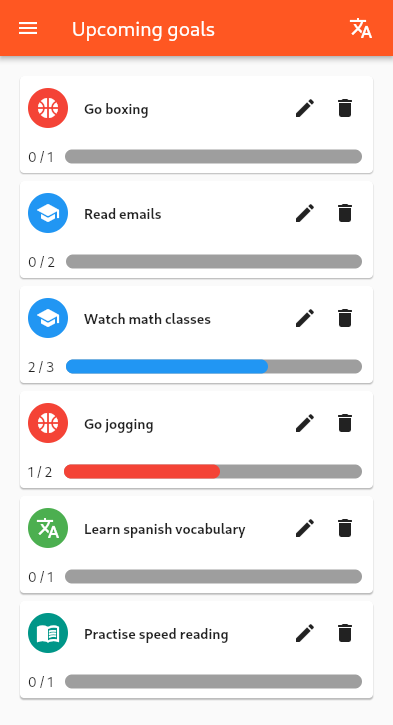 Upcoming goals
Go boxing
0 / 1
Read emails
0 / 2
Watch math classes
2 / 3
Go jogging
1 / 2
Learn spanish vocabulary
0 / 1
Practise speed reading
0 / 1